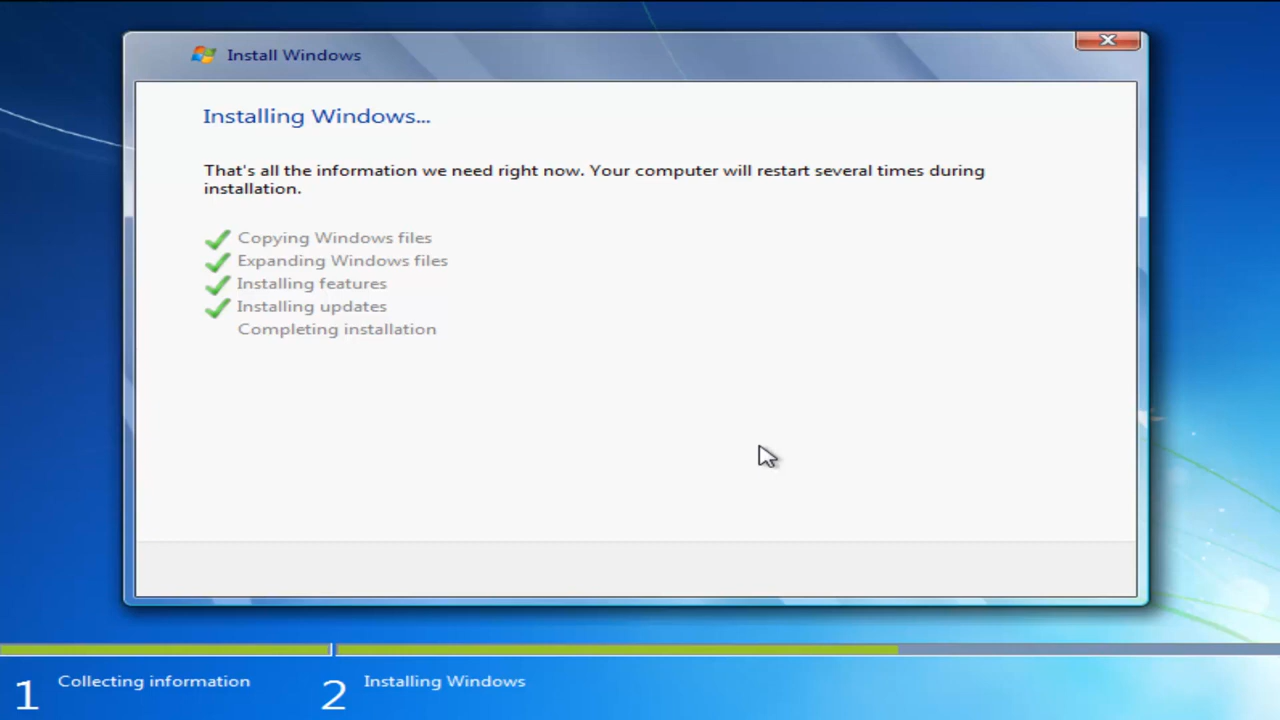 Install Windows
Installing Windows...
That's all the information we need right now. Your computer will restart several times during
installation.
Copying Windows files
Expanding Windows files
Installing features
Installing updates
Completing installation
1 Collecting information
2 Installing Windows